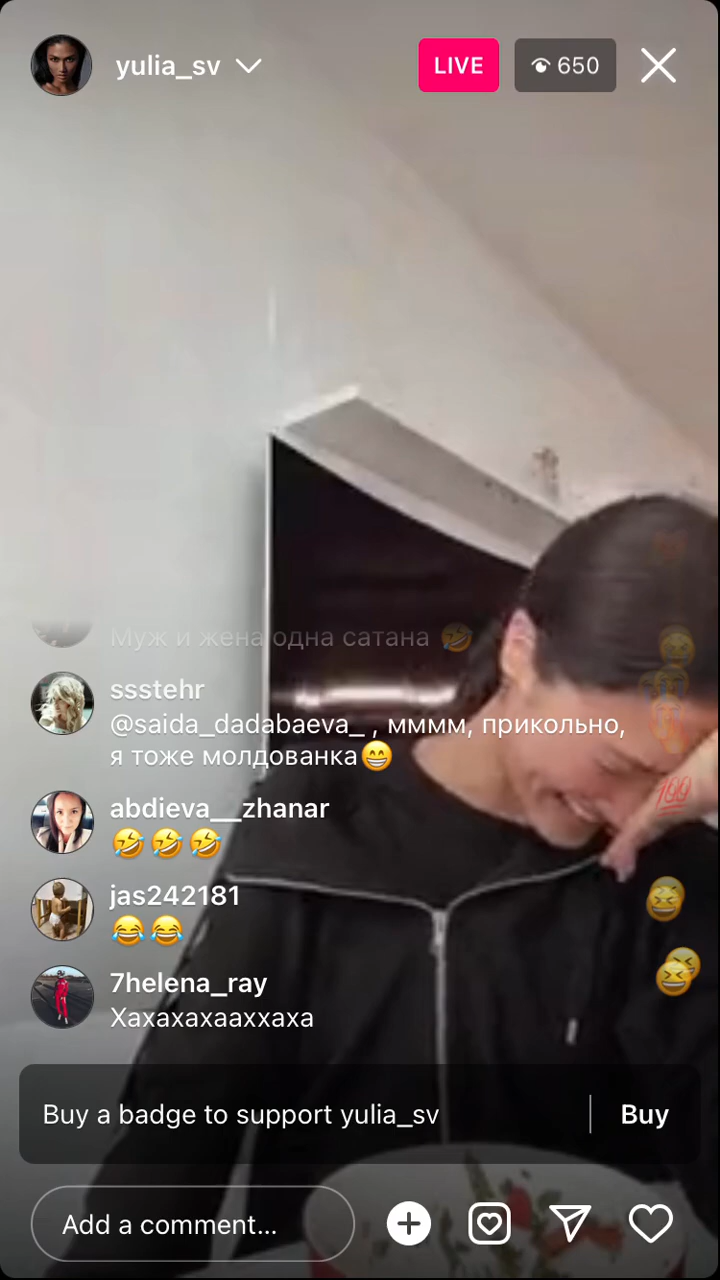 yulia_sv
LIVE
650
Муж и жена одна сатана 🤣
ssstehr
@saida_dadabaeva_ , мммм, прикольно,
я тоже молдованка😁
abdieva__zhanar
🤣🤣🤣
jas242181
😂😂
7helena_ray
Хахахахааххаха
💯
Buy a badge to support yulia_sv
Buy
Add a comment...